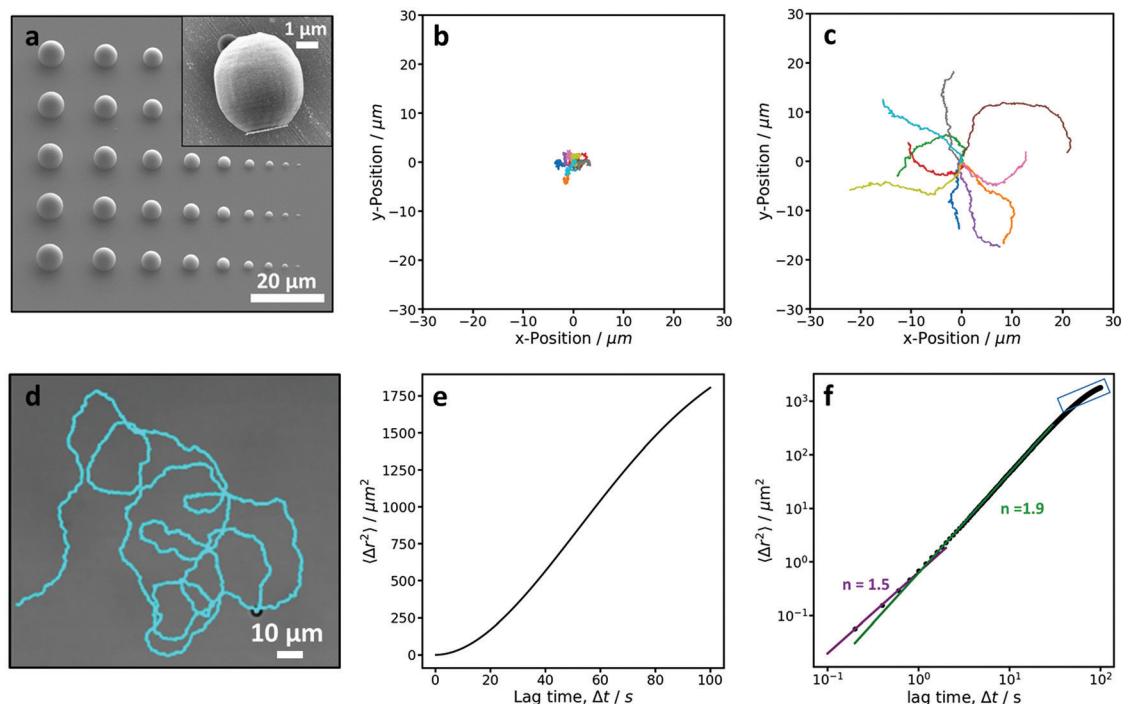 a
1 μm
20 μm
b
30
20
10
0
−10
−20
−30
y-Position / μm
−30 −20 −10 0 10 20 30
x-Position / μm
c
30
20
10
0
−10
−20
−30
y-Position / μm
−30 −20 −10 0 10 20 30
x-Position / μm
d
10 μm
e
1750
1500
1250
1000
750
500
250
0
⟨Δr²⟩ / μm²
0 20 40 60 80 100
Lag time, Δt / s
f
10³
10²
10¹
10⁰
10⁻¹
⟨Δr²⟩ / μm²
n =1.9
n = 1.5
10⁻¹ 10⁰ 10¹ 10²
lag time, Δt / s